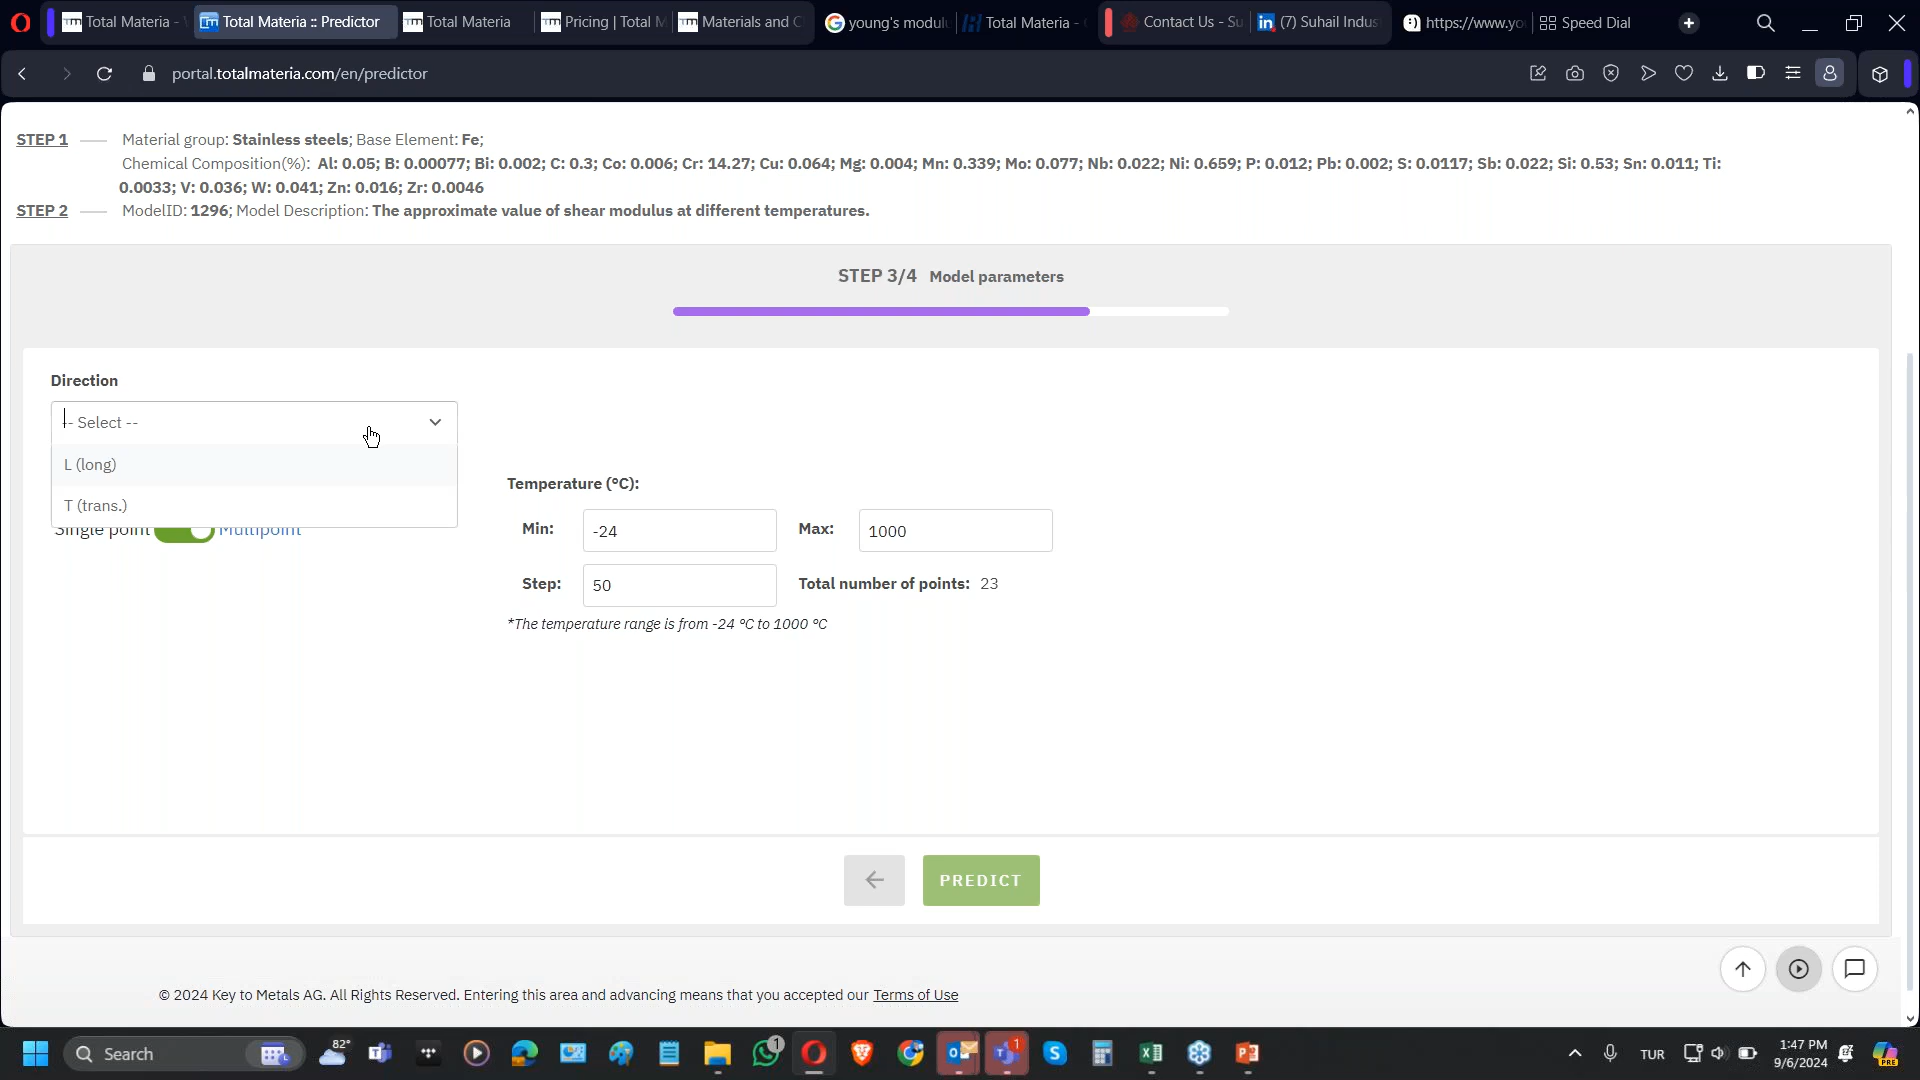 Total Materia -
Total Materia :: Predictor
Total Materia
Pricing | Total M
Materials and C
young's modul
Total Materia -
Contact Us - Su
(7) Suhail Indus
https://www.yo
Speed Dial
portal.totalmateria.com/en/predictor
STEP 1 Material group: Stainless steels; Base Element: Fe;
Chemical Composition(%): Al: 0.05; B: 0.00077; Bi: 0.002; C: 0.3; Co: 0.006; Cr: 14.27; Cu: 0.064; Mg: 0.004; Mn: 0.339; Mo: 0.077; Nb: 0.022; Ni: 0.659; P: 0.012; Pb: 0.002; S: 0.0117; Sb: 0.022; Si: 0.53; Sn: 0.011; Ti:
0.0033; V: 0.036; W: 0.041; Zn: 0.016; Zr: 0.0046
STEP 2 ModelID: 1296; Model Description: The approximate value of shear modulus at different temperatures.
STEP 3/4 Model parameters
Direction
-- Select --
L (long)
T (trans.)
Single point Multipoint
Temperature (°C):
Min: -24 Max: 1000
Step: 50 Total number of points: 23
*The temperature range is from -24 °C to 1000 °C
PREDICT
© 2024 Key to Metals AG. All Rights Reserved. Entering this area and advancing means that you accepted our Terms of Use
Search
82°
1
1
TUR
1:47 PM
9/6/2024
PRE